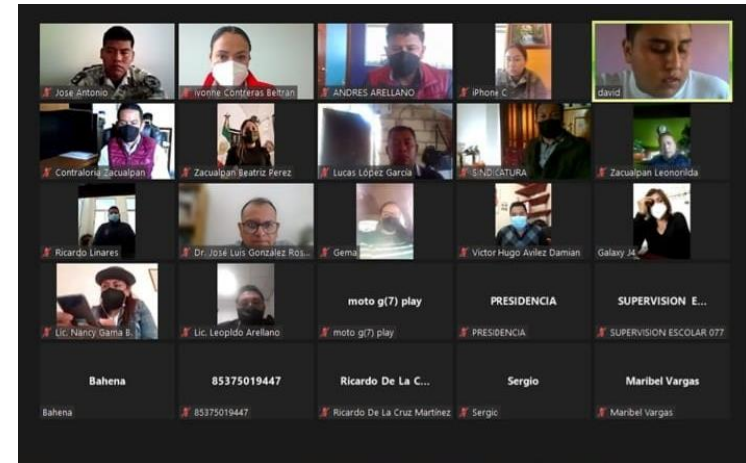 Jose Antonio
Ivonne Contreras Beltran
ANDRES ARELLANO
iPhone C
david
Contraloria Zacualpan
Zacualpan Beatriz Perez
Lucas López Garcia
SINDICATURA
Zacualpan Leonorilda
Ricardo Linares
Dr. José Luis González Ros...
Gema
Victor Hugo Avilez Damian
Galaxy J4
Lic. Nancy Gama B.
Lic. Leopldo Arellano
moto g(7) play
moto g(7) play
PRESIDENCIA
PRESIDENCIA
SUPERVISION E...
SUPERVISION ESCOLAR 077
Bahena
Bahena
85375019447
85375019447
Ricardo De La C...
Ricardo De La Cruz Martínez
Sergio
Sergio
Maribel Vargas
Maribel Vargas